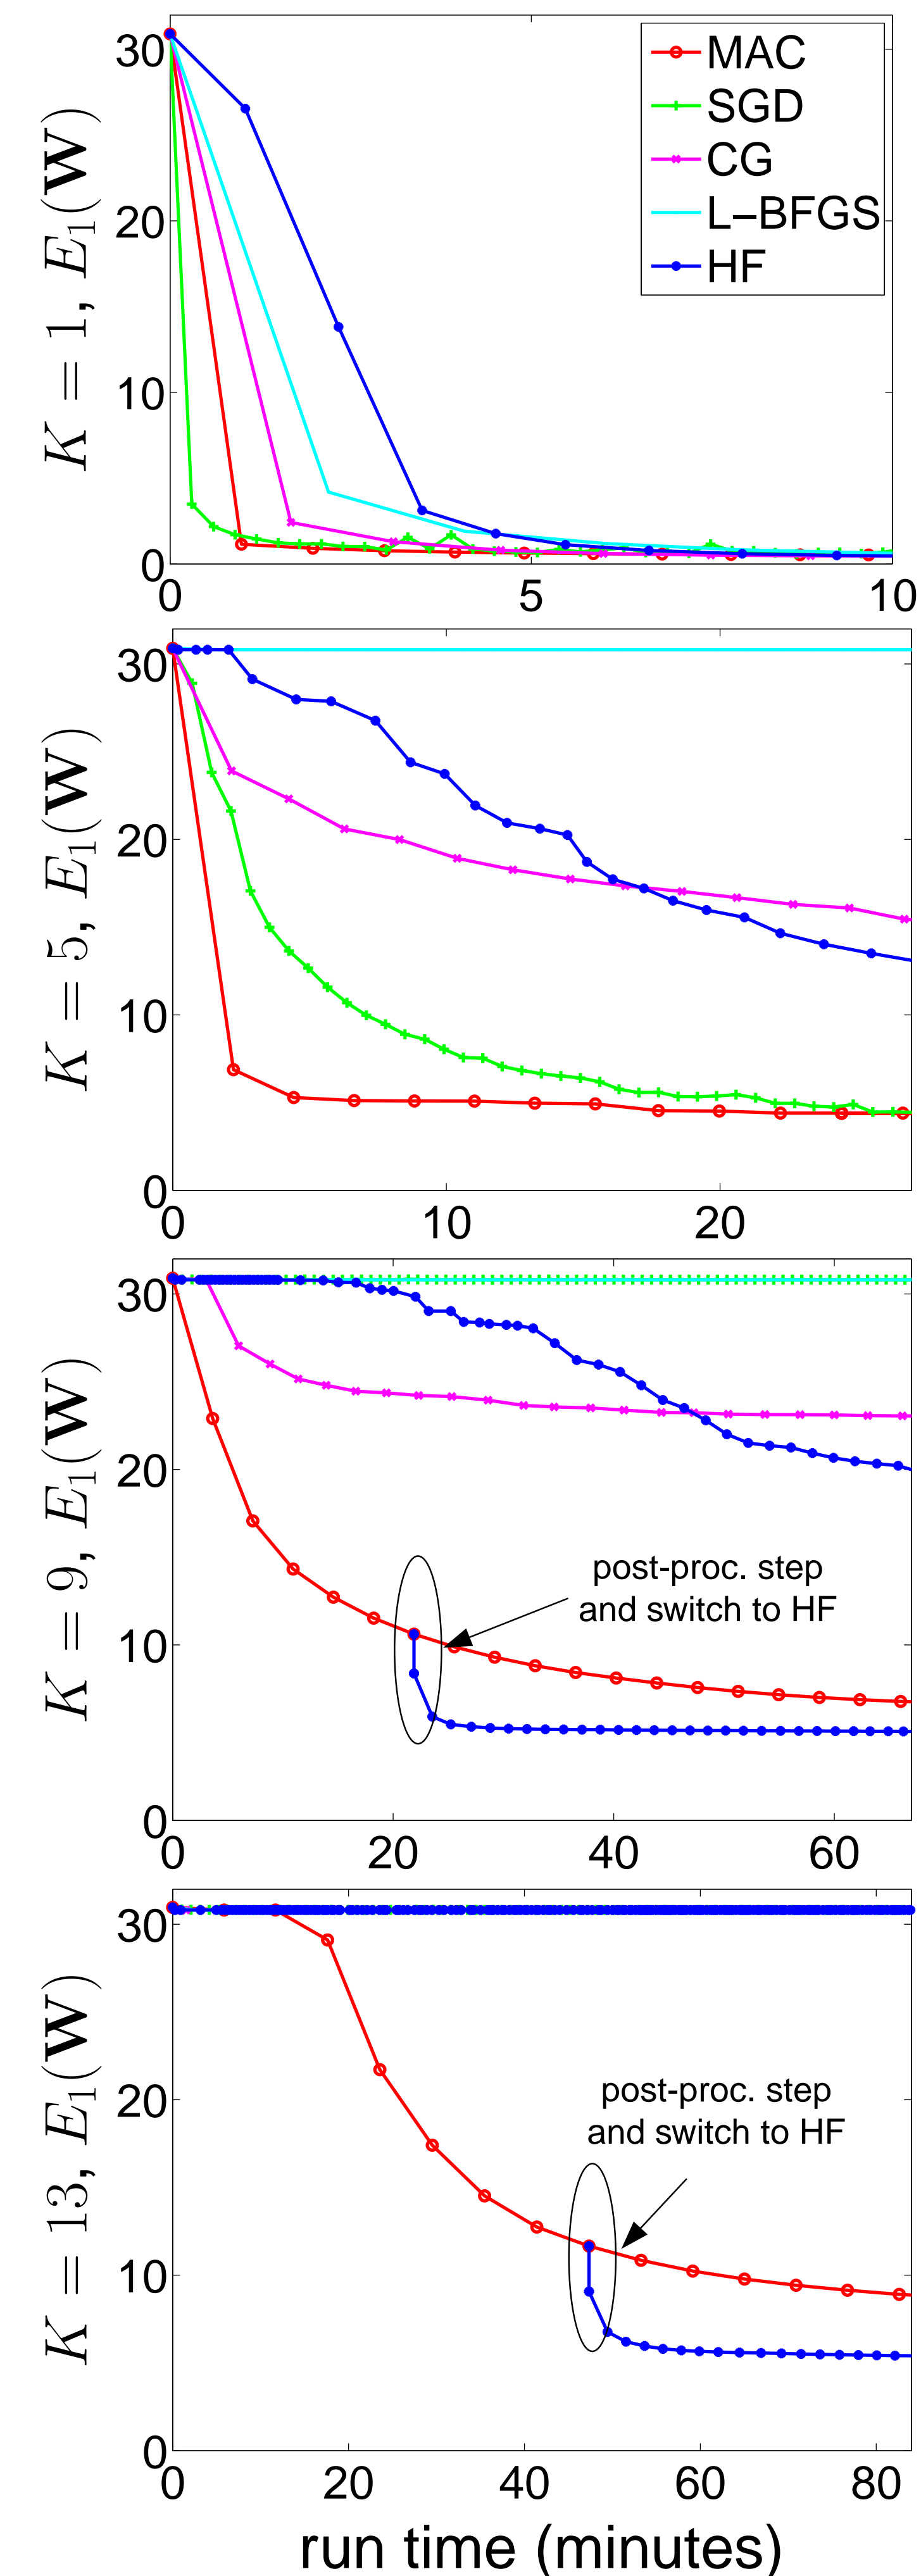 K = 1, E₁(W)
30
20
10
0
0 5 10
MAC
SGD
CG
L−BFGS
HF
K = 5, E₁(W)
30
20
10
0
0 10 20
K = 9, E₁(W)
30
20
10
0
0 20 40 60
post-proc. step
and switch to HF
K = 13, E₁(W)
30
20
10
0
0 20 40 60 80
post-proc. step
and switch to HF
run time (minutes)